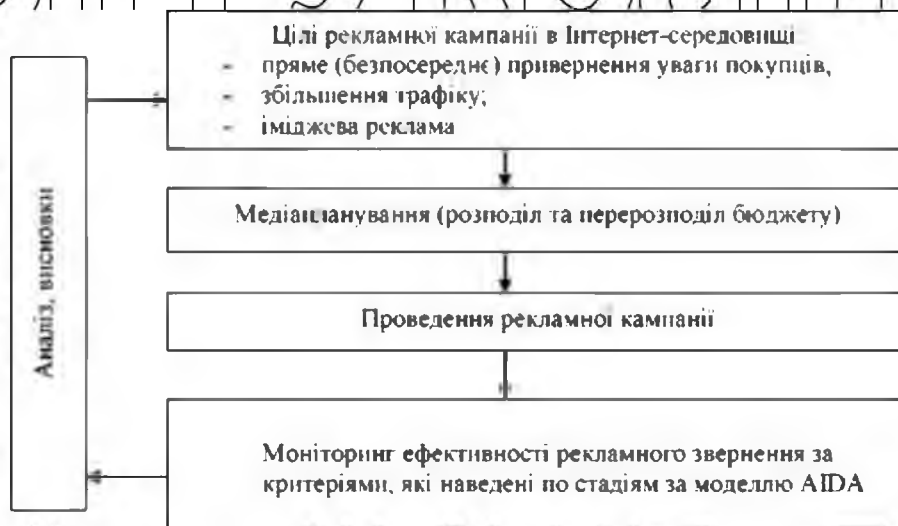 Цілі рекламної кампанії в Інтернет-середовищі
- пряме (безпосереднє) привернення уваги покупців,
- збільшення трафіку;
- іміджева реклама
Медіапланування (розподіл та перерозподіл бюджету)
Проведення рекламної кампанії
Моніторинг ефективності рекламного звернення за
критеріями, які наведені по стадіям за моделлю AIDA
Аналіз, висновки